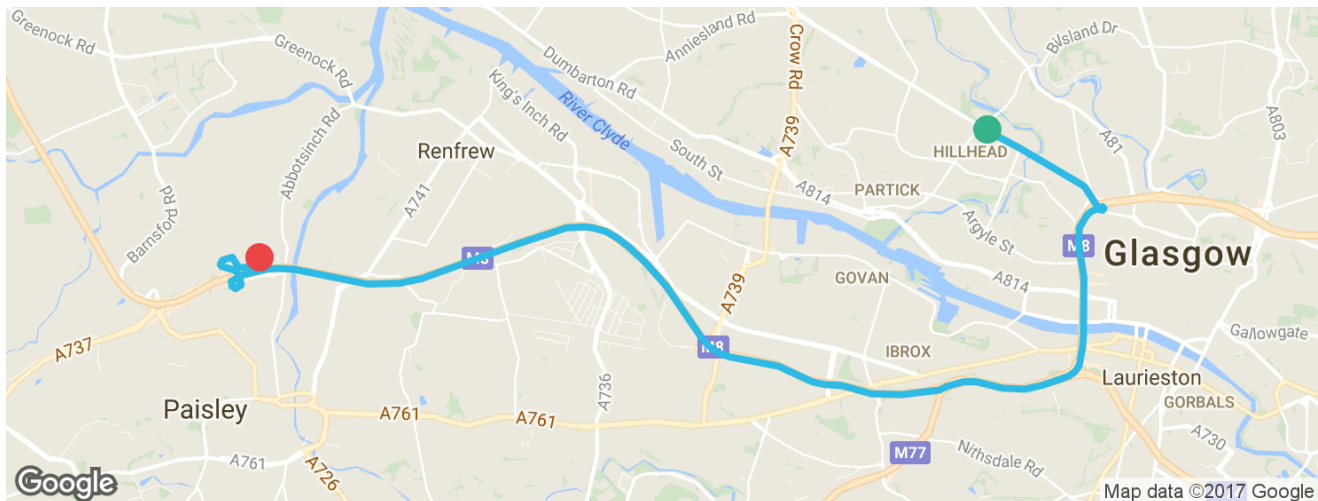 Greenock Rd
Greenock Rd
Anniesland Rd
Bilsland Dr
Crow Rd
Dumbarton Rd
King's Inch Rd
River Clyde
A803
A739
A81
Abbotsinch Rd
Renfrew
South St
HILLHEAD
A741
A814
PARTICK
Barnsford Rd
Argyle St
M8
M8
Glasgow
GOVAN
A814
A739
Gallowgate
A737
M8
IBROX
A736
Laurieston
Paisley
GORBALS
A761
A761
A730
A761
M77
Nithsdale Rd
A726
Google
Map data ©2017 Google